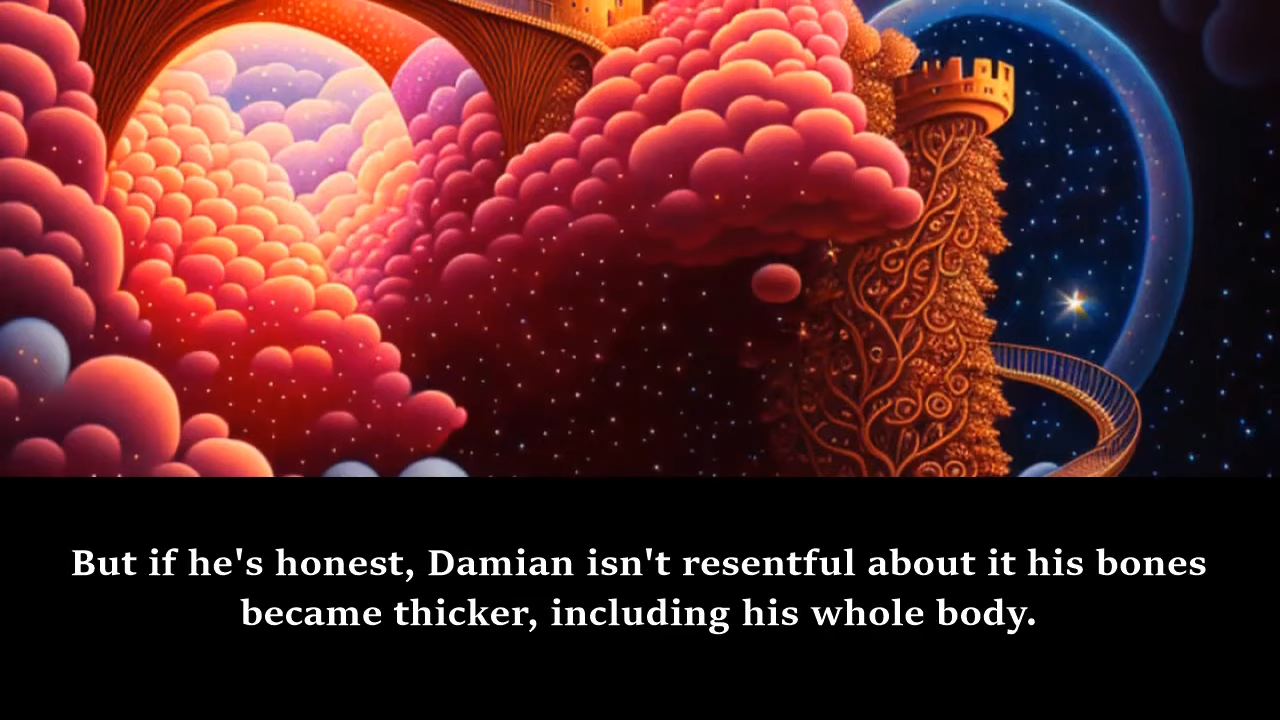 But if he's honest, Damian isn't resentful about it his bones
became thicker, including his whole body.